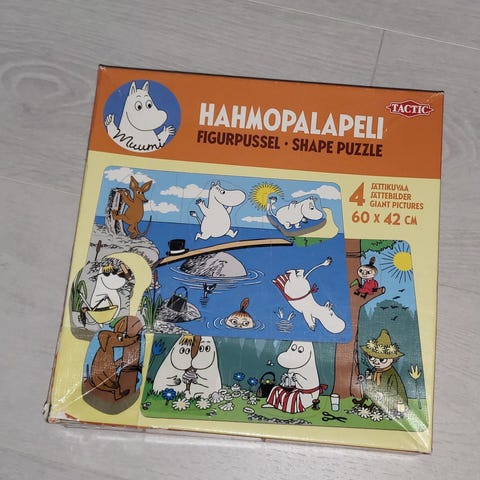 Muumi
HAHMOPALAPELI
FIGURPUSSEL • SHAPE PUZZLE
TACTIC
4 JÄTTIKUVAA
JÄTTEBILDER
GIANT PICTURES
60 X 42 CM